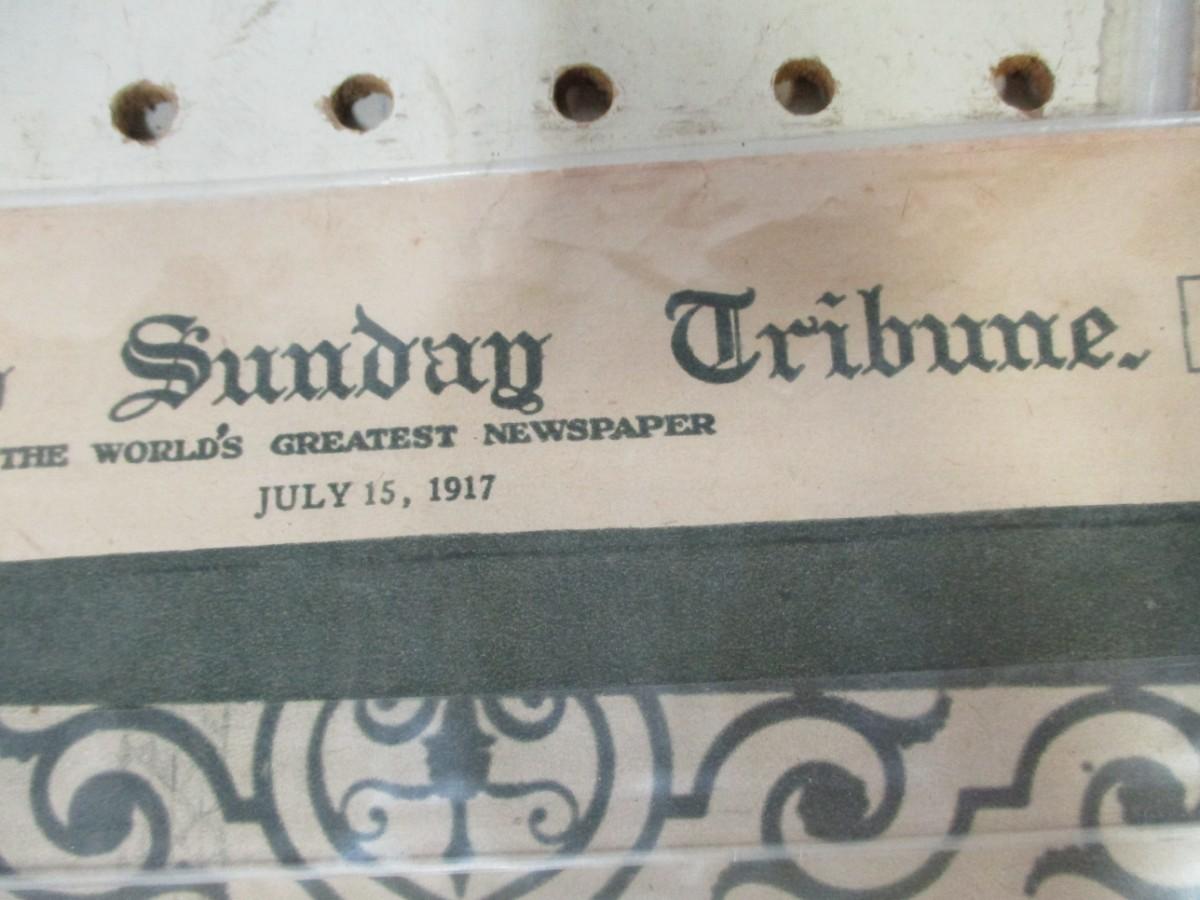 Sunday Tribune.
THE WORLD'S GREATEST NEWSPAPER
JULY 15, 1917